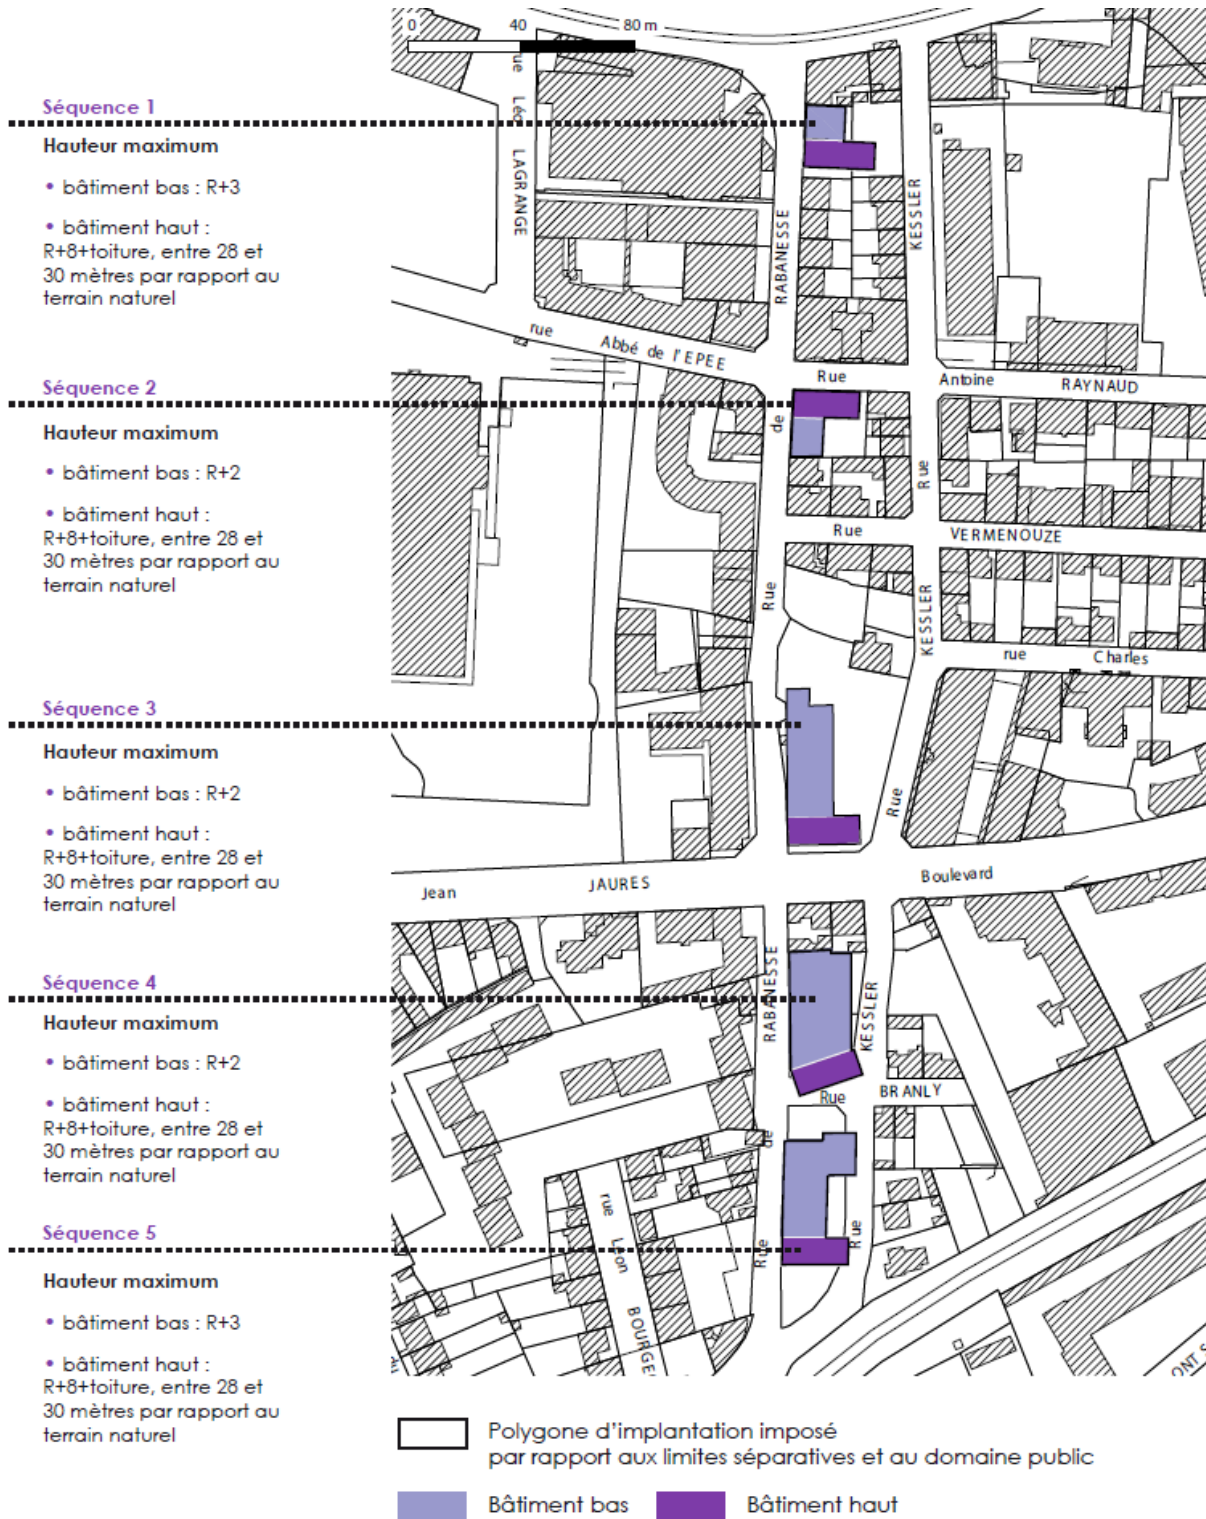 0 40 80 m
Séquence 1
Hauteur maximum
• bâtiment bas : R+3
• bâtiment haut :
R+8+toiture, entre 28 et
30 mètres par rapport au
terrain naturel
Séquence 2
Hauteur maximum
• bâtiment bas : R+2
• bâtiment haut :
R+8+toiture, entre 28 et
30 mètres par rapport au
terrain naturel
Séquence 3
Hauteur maximum
• bâtiment bas : R+2
• bâtiment haut :
R+8+toiture, entre 28 et
30 mètres par rapport au
terrain naturel
Séquence 4
Hauteur maximum
• bâtiment bas : R+2
• bâtiment haut :
R+8+toiture, entre 28 et
30 mètres par rapport au
terrain naturel
Séquence 5
Hauteur maximum
• bâtiment bas : R+3
• bâtiment haut :
R+8+toiture, entre 28 et
30 mètres par rapport au
terrain naturel
LAGRANGE
RABANESSE
KESSLER
rue Abbé de l'EPEE
Rue Antoine RAYNAUD
de
Rue
Rue VERMENOUZE
Rue
KESSLER
rue Charles
Rue
Jean JAURES
Boulevard
RABANESSE
KESSLER
Rue BRANLY
de
Rue
Rue
rue Léon BOURGE
ONT S
Polygone d'implantation imposé
par rapport aux limites séparatives et au domaine public
Bâtiment bas
Bâtiment haut